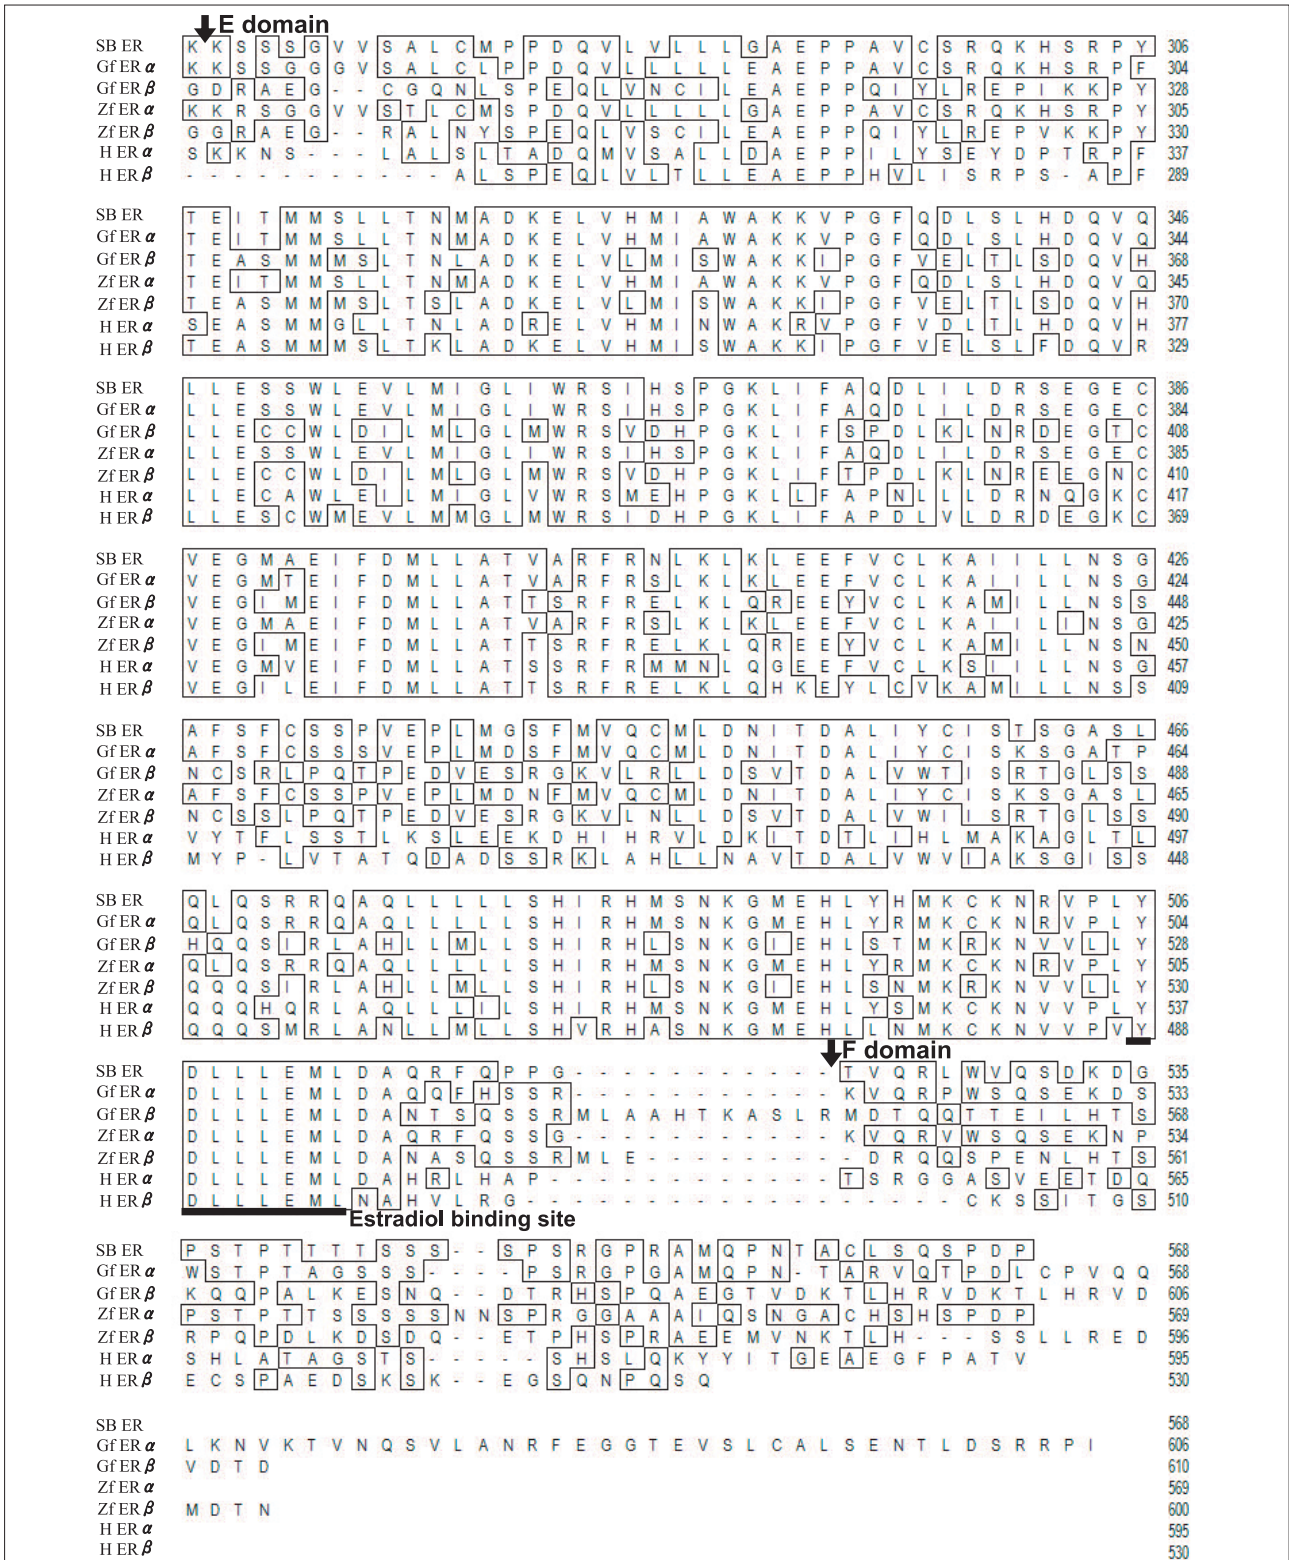 E domain
SB ER K K S S S G V V S A L C M P P D Q V L V L L L G A E P P A V C S R Q K H S R P Y 306
Gf ER α K K S S G G G V S A L C L P P D Q V L L L L L E A E P P A V C S R Q K H S R P F 304
Gf ER β G D R A E G - - C G Q N L S P E Q L V N C I L E A E P P Q I Y L R E P I K K P Y 328
Zf ER α K K R S G G V V S T L C M S P D Q V L L L L L G A E P P A V C S R Q K H S R P Y 305
Zf ER β G G R A E G - - R A L N Y S P E Q L V S C I L E A E P P Q I Y L R E P V K K P Y 330
H ER α S K K N S - - - L A L S L T A D Q M V S A L L D A E P P I L Y S E Y D P T R P F 337
H ER β - - - - - - - - - - - A L S P E Q L V L T L L E A E P P H V L I S R P S - A P F 289
SB ER T E I T M M S L L T N M A D K E L V H M I A W A K K V P G F Q D L S L H D Q V Q 346
Gf ER α T E I T M M S L L T N M A D K E L V H M I A W A K K V P G F Q D L S L H D Q V Q 344
Gf ER β T E A S M M M S L T N L A D K E L V L M I S W A K K I P G F V E L T L S D Q V H 368
Zf ER α T E I T M M S L L T N M A D K E L V H M I A W A K K V P G F Q D L S L H D Q V Q 345
Zf ER β T E A S M M M S L T S L A D K E L V L M I S W A K K I P G F V E L T L S D Q V H 370
H ER α S E A S M M G L L T N L A D R E L V H M I N W A K R V P G F V D L T L H D Q V H 377
H ER β T E A S M M M S L T K L A D K E L V H M I S W A K K I P G F V E L S L F D Q V R 329
SB ER L L E S S W L E V L M I G L I W R S I H S P G K L I F A Q D L I L D R S E G E C 386
Gf ER α L L E S S W L E V L M I G L I W R S I H S P G K L I F A Q D L I L D R S E G E C 384
Gf ER β L L E C C W L D I L M L G L M W R S V D H P G K L I F S P D L K L N R D E G T C 408
Zf ER α L L E S S W L E V L M I G L I W R S I H S P G K L I F A Q D L I L D R S E G E C 385
Zf ER β L L E C C W L D I L M L G L M W R S V D H P G K L I F T P D L K L N R E E G N C 410
H ER α L L E C A W L E I L M I G L V W R S M E H P G K L L F A P N L L L D R N Q G K C 417
H ER β L L E S C W M E V L M M G L M W R S I D H P G K L I F A P D L V L D R D E G K C 369
SB ER V E G M A E I F D M L L A T V A R F R N L K L K L E E F V C L K A I I L L N S G 426
Gf ER α V E G M T E I F D M L L A T V A R F R S L K L K L E E F V C L K A I I L L N S G 424
Gf ER β V E G I M E I F D M L L A T T S R F R E L K L Q R E E Y V C L K A M I L L N S S 448
Zf ER α V E G M A E I F D M L L A T V A R F R S L K L K L E E F V C L K A I I L I N S G 425
Zf ER β V E G I M E I F D M L L A T T S R F R E L K L Q R E E Y V C L K A M I L L N S N 450
H ER α V E G M V E I F D M L L A T S S R F R M M N L Q G E E F V C L K S I I L L N S G 457
H ER β V E G I L E I F D M L L A T T S R F R E L K L Q H K E Y L C V K A M I L L N S S 409
SB ER A F S F C S S P V E P L M G S F M V Q C M L D N I T D A L I Y C I S T S G A S L 466
Gf ER α A F S F C S S S V E P L M D S F M V Q C M L D N I T D A L I Y C I S K S G A T P 464
Gf ER β N C S R L P Q T P E D V E S R G K V L R L L D S V T D A L V W T I S R T G L S S 488
Zf ER α A F S F C S S P V E P L M D N F M V Q C M L D N I T D A L I Y C I S K S G A S L 465
Zf ER β N C S S L P Q T P E D V E S R G K V L N L L D S V T D A L V W I I S R T G L S S 490
H ER α V Y T F L S S T L K S L E E K D H I H R V L D K I T D T L I H L M A K A G L T L 497
H ER β M Y P - L V T A T Q D A D S S R K L A H L L N A V T D A L V W V I A K S G I S S 448
SB ER Q L Q S R R Q A Q L L L L L S H I R H M S N K G M E H L Y H M K C K N R V P L Y 506
Gf ER α Q L Q S R R Q A Q L L L L L S H I R H M S N K G M E H L Y R M K C K N R V P L Y 504
Gf ER β H Q Q S I R L A H L L M L L S H I R H L S N K G I E H L S T M K R K N V V L L Y 528
Zf ER α Q L Q S R R Q A Q L L L L L S H I R H M S N K G M E H L Y R M K C K N R V P L Y 505
Zf ER β Q Q Q S I R L A H L L M L L S H I R H L S N K G I E H L S N M K R K N V V L L Y 530
H ER α Q Q Q H Q R L A Q L L L I L S H I R H M S N K G M E H L Y S M K C K N V V P L Y 537
H ER β Q Q Q S M R L A N L L M L L S H V R H A S N K G M E H L L N M K C K N V V P V Y 488
F domain
SB ER D L L L E M L D A Q R F Q P P G - - - - - - - - - - - T V Q R L W V Q S D K D G 535
Gf ER α D L L L E M L D A Q Q F H S S R - - - - - - - - - - - K V Q R P W S Q S E K D S 533
Gf ER β D L L L E M L D A N T S Q S S R M L A A H T K A S L R M D T Q Q T T E I L H T S 568
Zf ER α D L L L E M L D A Q R F Q S S G - - - - - - - - - - - K V Q R V W S Q S E K N P 534
Zf ER β D L L L E M L D A N A S Q S S R M L E - - - - - - - - - D R Q Q S P E N L H T S 561
H ER α D L L L E M L D A H R L H A P - - - - - - - - - - - - T S R G G A S V E E T D Q 565
H ER β D L L L E M L N A H V L R G - - - - - - - - - - - - - - - - - - C K S S I T G S 510
Estradiol binding site
SB ER P S T P T T T T S S S - - S P S R G P R A M Q P N T A C L S Q S P D P 568
Gf ER α W S T P T A G S S S - - - - P S R G P G A M Q P N - T A R V Q T P D L C P V Q Q 568
Gf ER β K Q Q P A L K E S N Q - - D T R H S P Q A E G T V D K T L H R V D K T L H R V D 606
Zf ER α P S T P T T S S S S S N N S P R G G A A A I Q S N G A C H S H S P D P 569
Zf ER β R P Q P D L K D S D Q - - E T P H S P R A E E M V N K T L H - - - S S L L R E D 596
H ER α S H L A T A G S T S - - - - - S H S L Q K Y Y I T G E A E G F P A T V 595
H ER β E C S P A E D S K S K - - E G S Q N P Q S Q 530
SB ER 568
Gf ER α L K N V K T V N Q S V L A N R F E G G T E V S L C A L S E N T L D S R R P I 606
Gf ER β V D T D 610
Zf ER α 569
Zf ER β M D T N 600
H ER α 595
H ER β 530